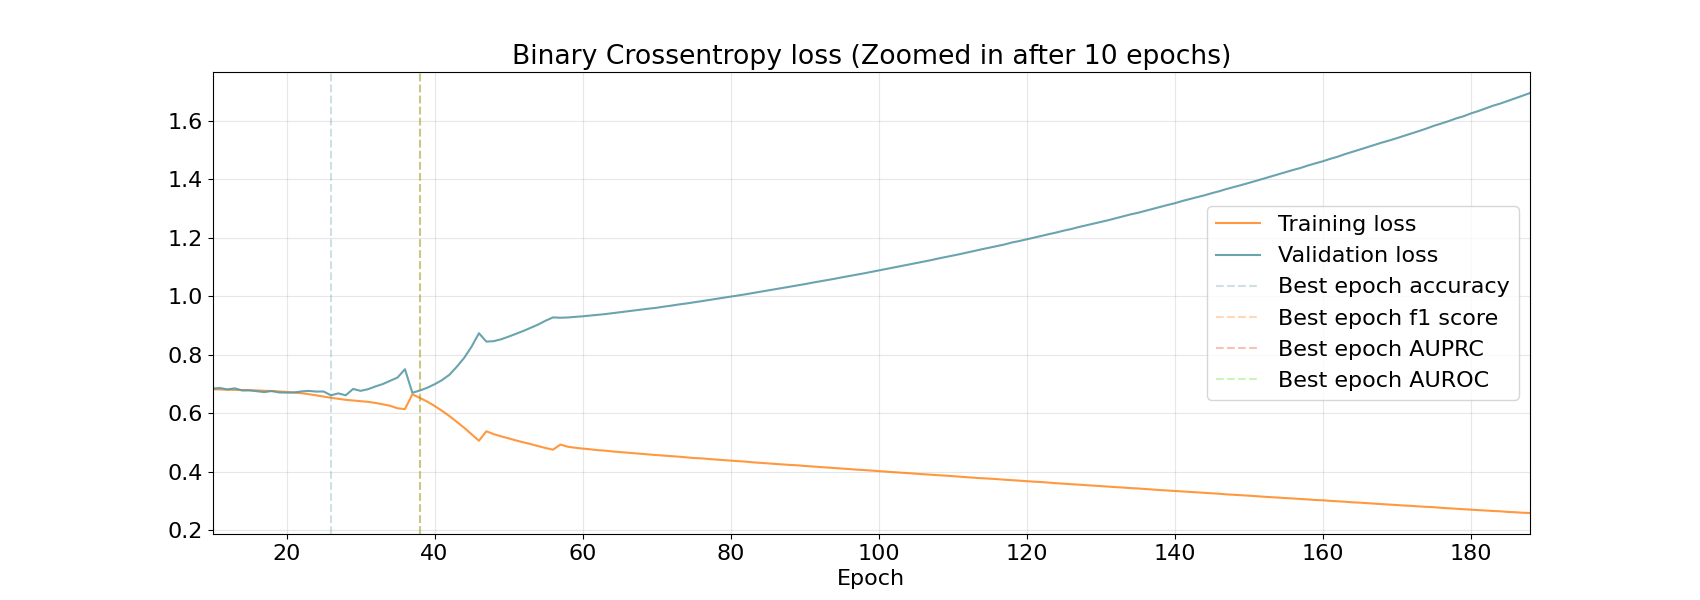 Binary Crossentropy loss (Zoomed in after 10 epochs)
1.6
1.4
1.2
1.0
0.8
0.6
0.4
0.2
Training loss
Validation loss
Best epoch accuracy
Best epoch f1 score
Best epoch AUPRC
Best epoch AUROC
20 40 60 80 100 120 140 160 180
Epoch